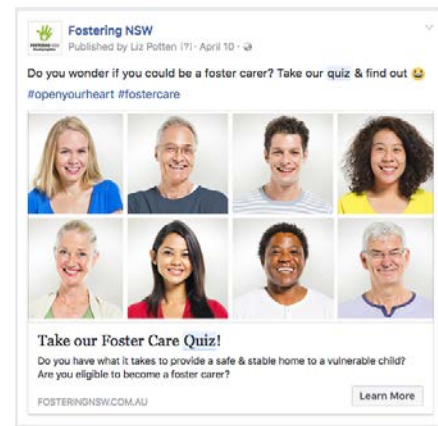 Fostering NSW
Published by Liz Potten [?] · April 10 ·
Do you wonder if you could be a foster carer? Take our quiz & find out 😀
#openyourheart #fostercare
Take our Foster Care Quiz!
Do you have what it takes to provide a safe & stable home to a vulnerable child?
Are you eligible to become a foster carer?
FOSTERINGNSW.COM.AU
Learn More